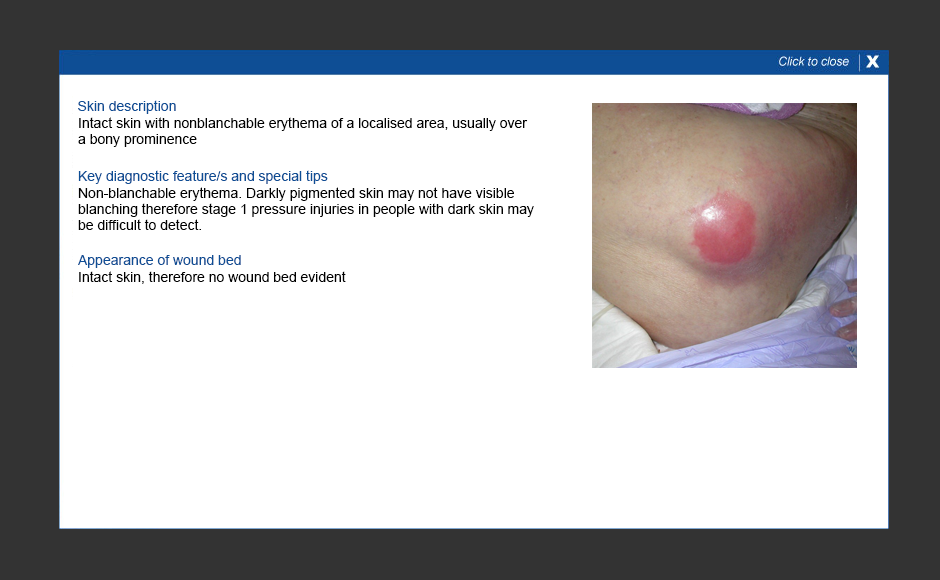 Click to close X
Skin description
Intact skin with nonblanchable erythema of a localised area, usually over
a bony prominence
Key diagnostic feature/s and special tips
Non-blanchable erythema. Darkly pigmented skin may not have visible
blanching therefore stage 1 pressure injuries in people with dark skin may
be difficult to detect.
Appearance of wound bed
Intact skin, therefore no wound bed evident